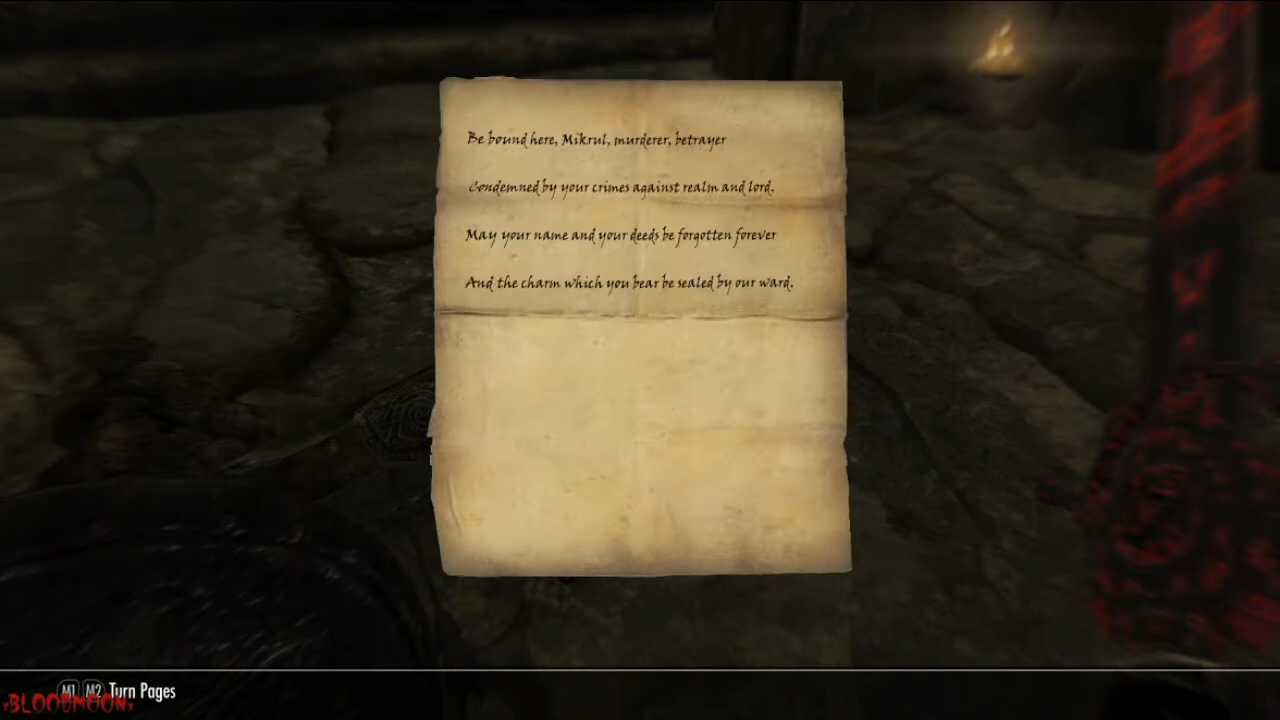 Be bound here, Mikrul, murderer, betrayer
Condemned by your crimes against realm and lord.
May your name and your deeds be forgotten forever
And the charm which you bear be sealed by our ward.
M1 M2 Turn Pages
xBLOODMOONx